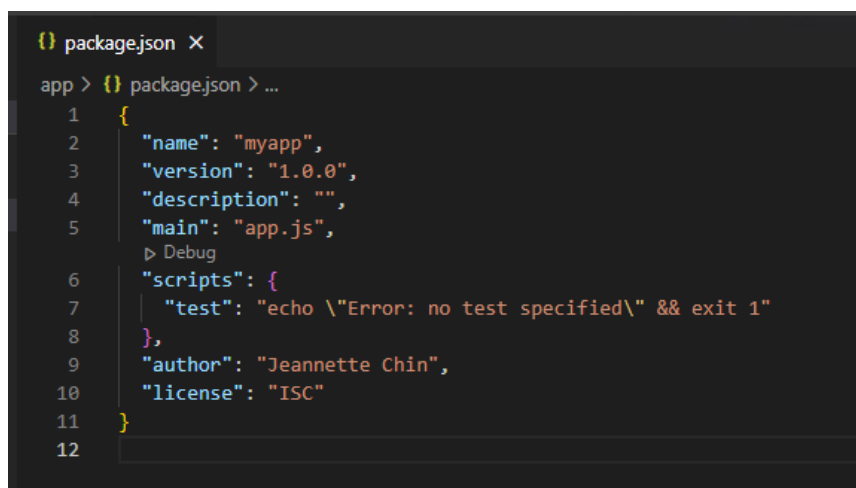 {} package.json ×
app > {} package.json > ...
1 {
2 "name": "myapp",
3 "version": "1.0.0",
4 "description": "",
5 "main": "app.js",
▷ Debug
6 "scripts": {
7 "test": "echo \"Error: no test specified\" && exit 1"
8 },
9 "author": "Jeannette Chin",
10 "license": "ISC"
11 }
12